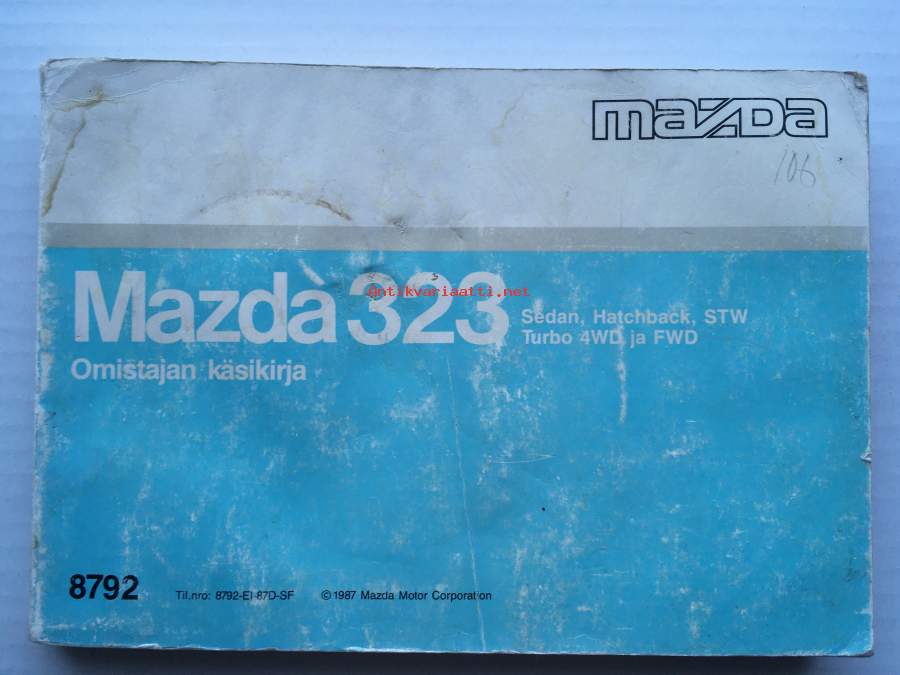 mazda
106
Mazda 323
antikvariaatti.net
Sedan, Hatchback, STW
Turbo 4WD ja FWD
Omistajan käsikirja
8792
Til.nro: 8792-EI-87D-SF © 1987 Mazda Motor Corporation